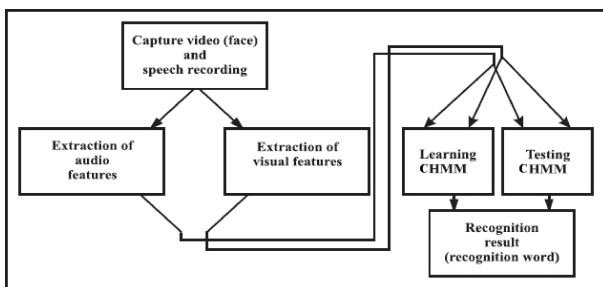 Capture video (face)
and
speech recording
Extraction of
audio
features
Extraction of
visual features
Learning
CHMM
Testing
CHMM
Recognition
result
(recognition word)